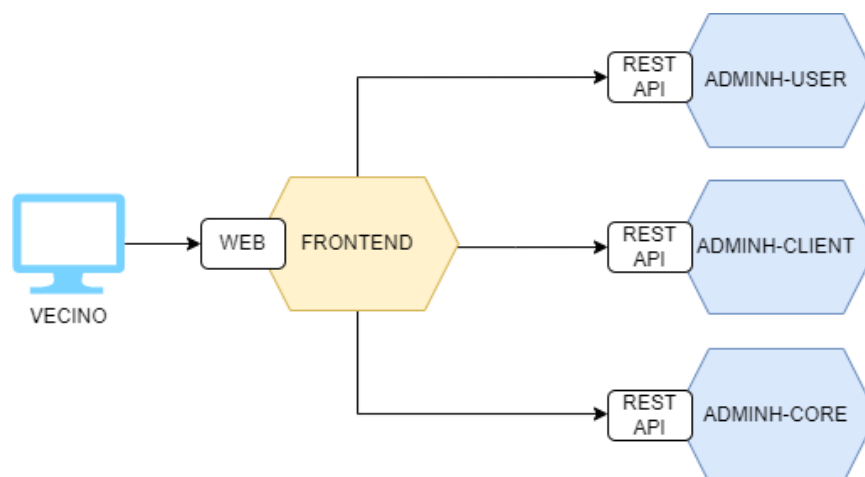 REST
API
ADMINH-USER
VECINO
WEB
FRONTEND
REST
API
ADMINH-CLIENT
REST
API
ADMINH-CORE